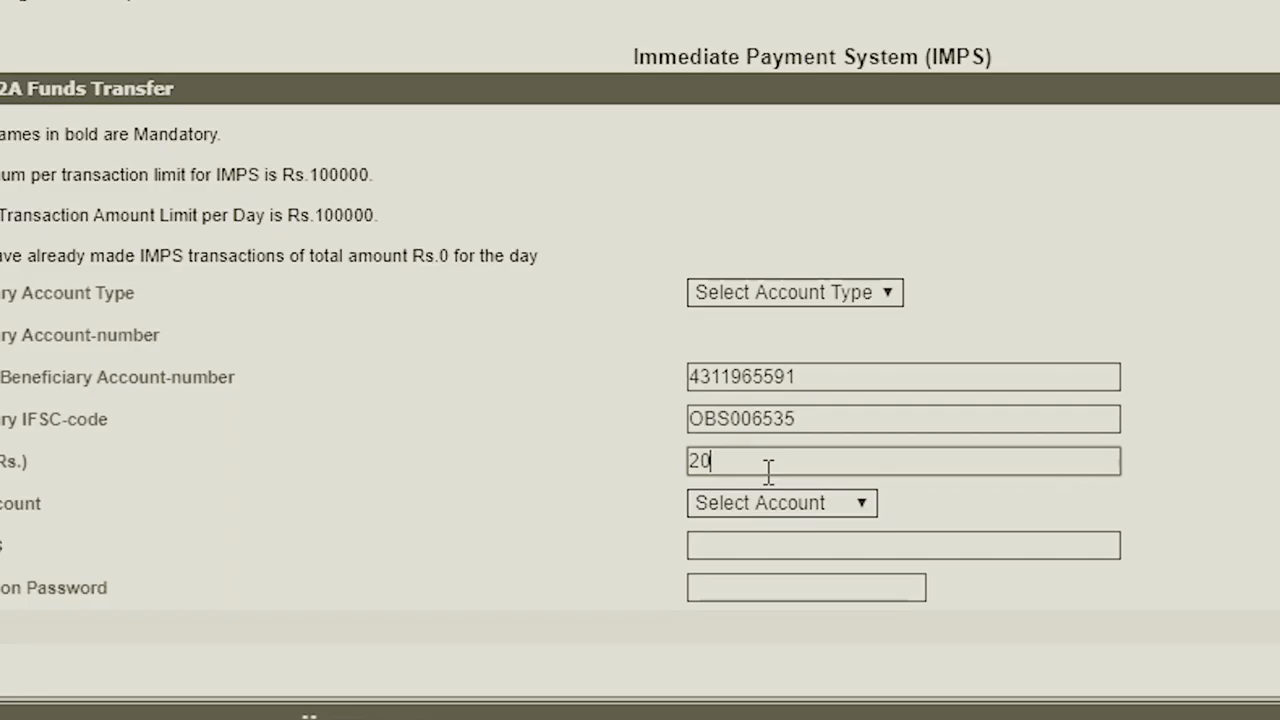 Immediate Payment System (IMPS)
2A Funds Transfer
ames in bold are Mandatory.
um per transaction limit for IMPS is Rs.100000.
Transaction Amount Limit per Day is Rs.100000.
ve already made IMPS transactions of total amount Rs.0 for the day
ry Account Type Select Account Type ▼
ry Account-number
Beneficiary Account-number 4311965591
ry IFSC-code OBS006535
Rs.) 20
count Select Account ▼
s
on Password